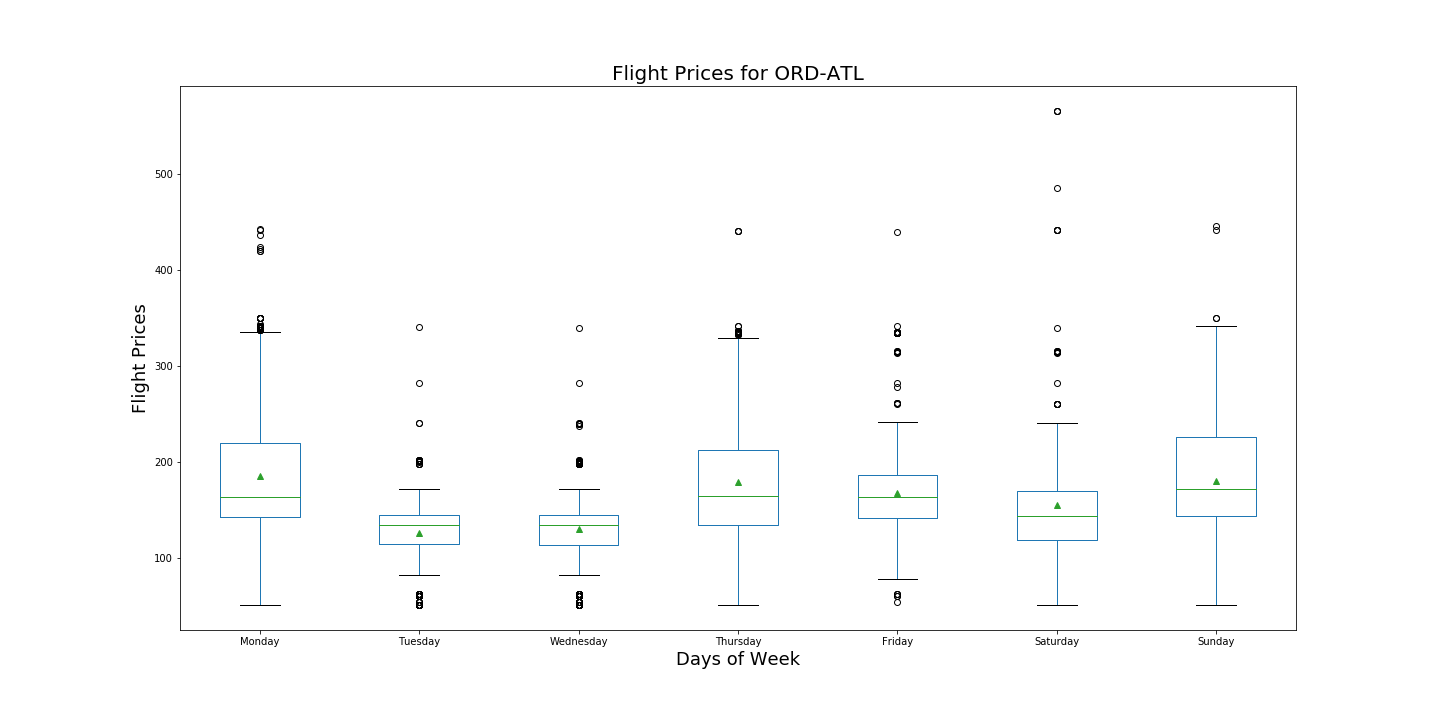 Flight Prices for ORD-ATL
Flight Prices
500
400
300
200
100
Monday Tuesday Wednesday Thursday Friday Saturday Sunday
Days of Week